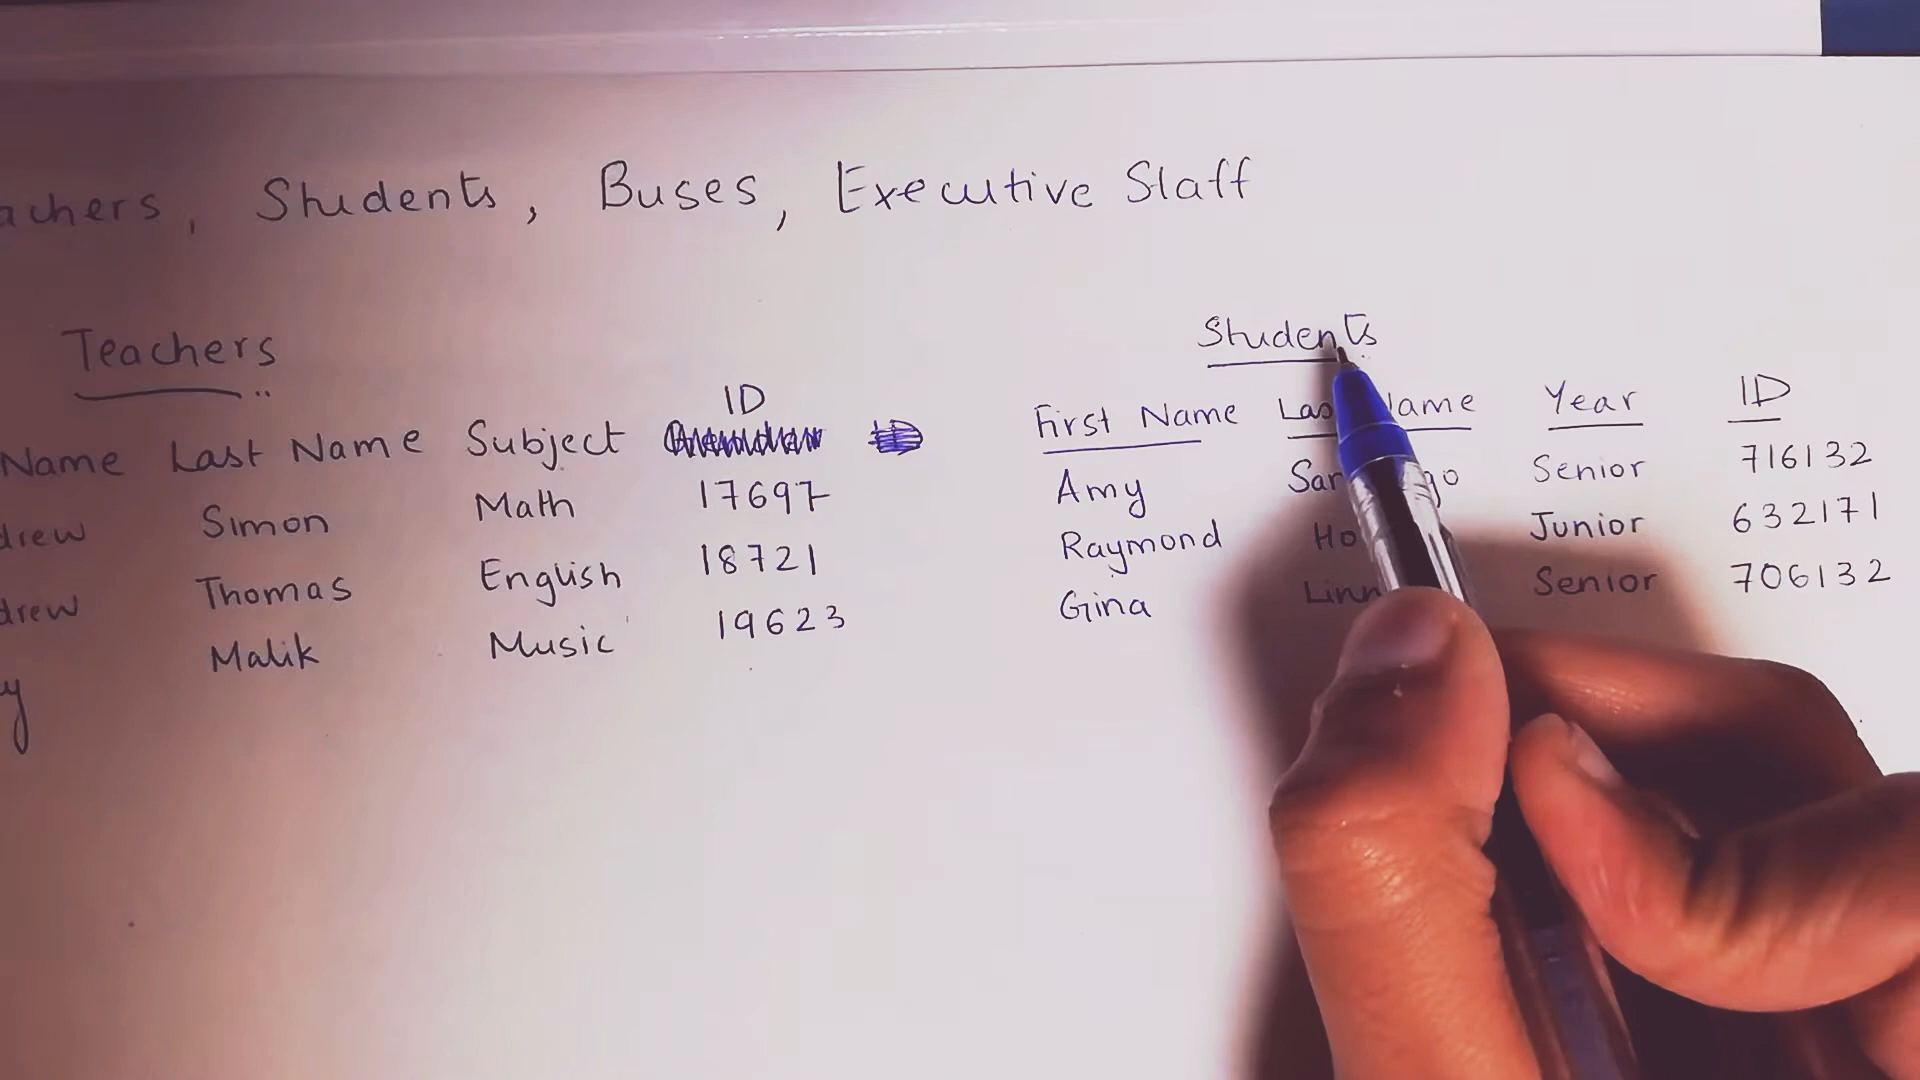 Students, Buses, Executive Staff
Teachers
Name Last Name Subject ID
Simon Math 17697
Thomas English 18721
Malik Music 19623
Students
First Name Name Year ID
Amy Senior 716132
Raymond Junior 632171
Gina Senior 706132